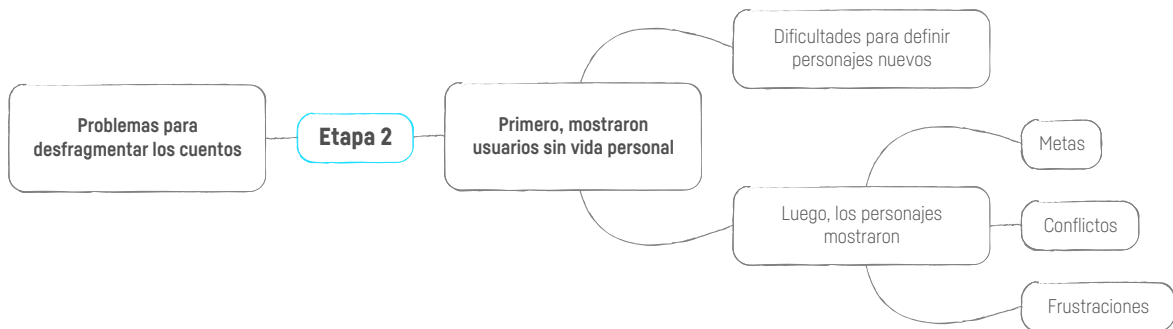 Problemas para
desfragmentar los cuentos
Etapa 2
Primero, mostraron
usuarios sin vida personal
Dificultades para definir
personajes nuevos
Luego, los personajes
mostraron
Metas
Conflictos
Frustraciones